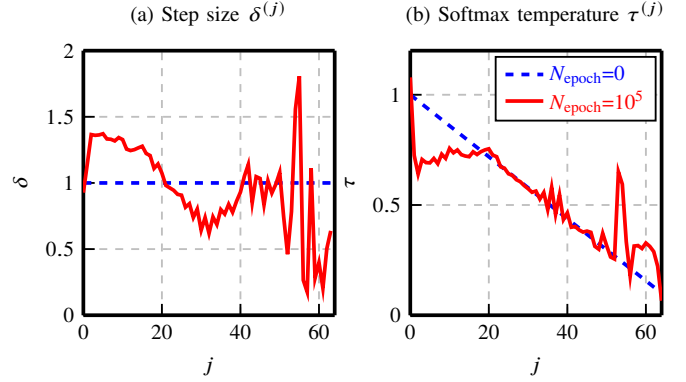 (a) Step size δ^(j)
(b) Softmax temperature τ^(j)
2
1.5
1
0.5
0
δ
0
20
40
60
j
1
0.5
0
τ
0
20
40
60
j
N_epoch=0
N_epoch=10^5